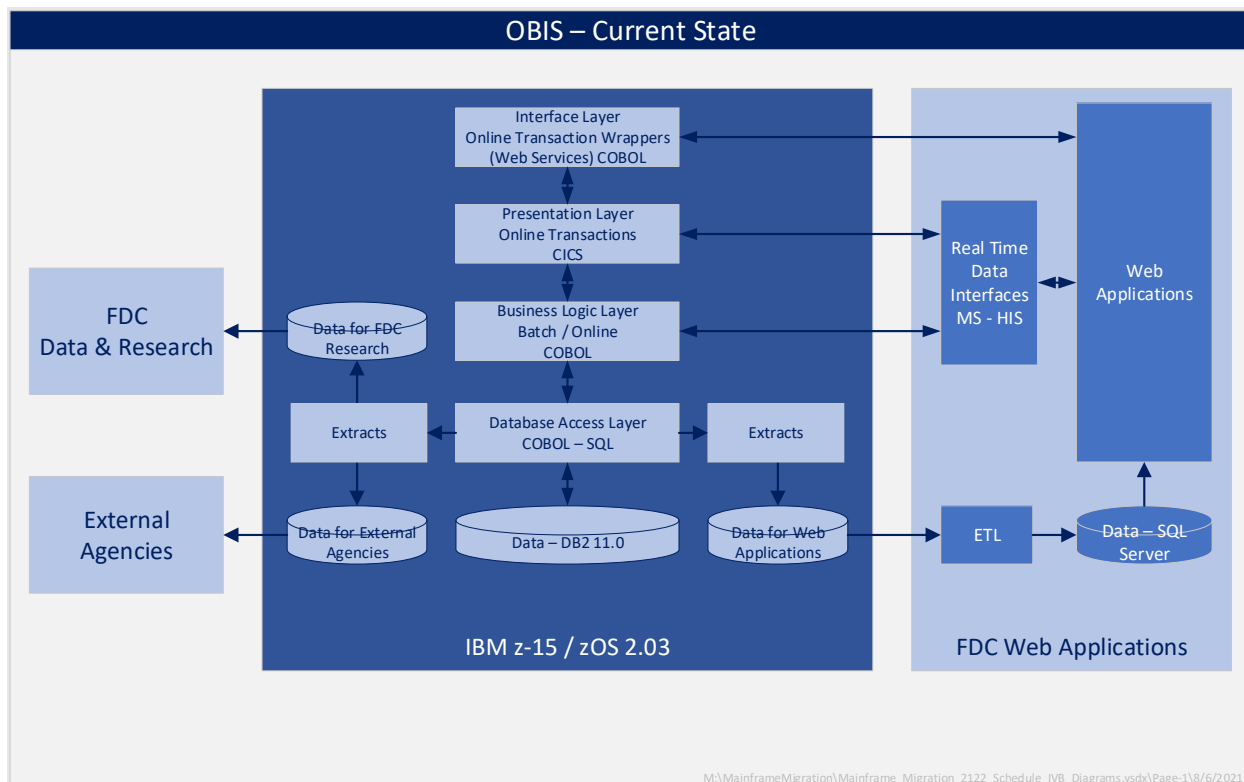 OBIS – Current State
Interface Layer
Online Transaction Wrappers
(Web Services) COBOL
Presentation Layer
Online Transactions
CICS
Business Logic Layer
Batch / Online
COBOL
Database Access Layer
COBOL – SQL
Data – DB2 11.0
FDC
Data & Research
Data for FDC
Research
Extracts
Data for External
Agencies
External
Agencies
Extracts
Data for Web
Applications
IBM z-15 / zOS 2.03
Real Time
Data
Interfaces
MS - HIS
Web
Applications
ETL
Data – SQL
Server
FDC Web Applications
M:\MainframeMigration\Mainframe_Migration_2122_Schedule_IVB_Diagrams.vsdx\Page-1\8/6/2021